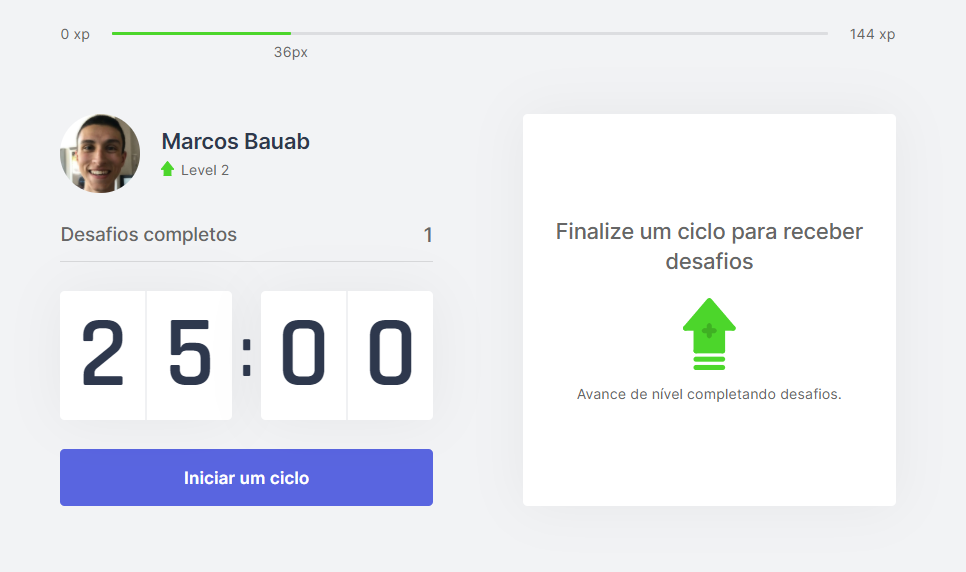 0 xp
144 xp
36px
Marcos Bauab
Level 2
Desafios completos 1
25:00
Iniciar um ciclo
Finalize um ciclo para receber
desafios
Avance de nível completando desafios.